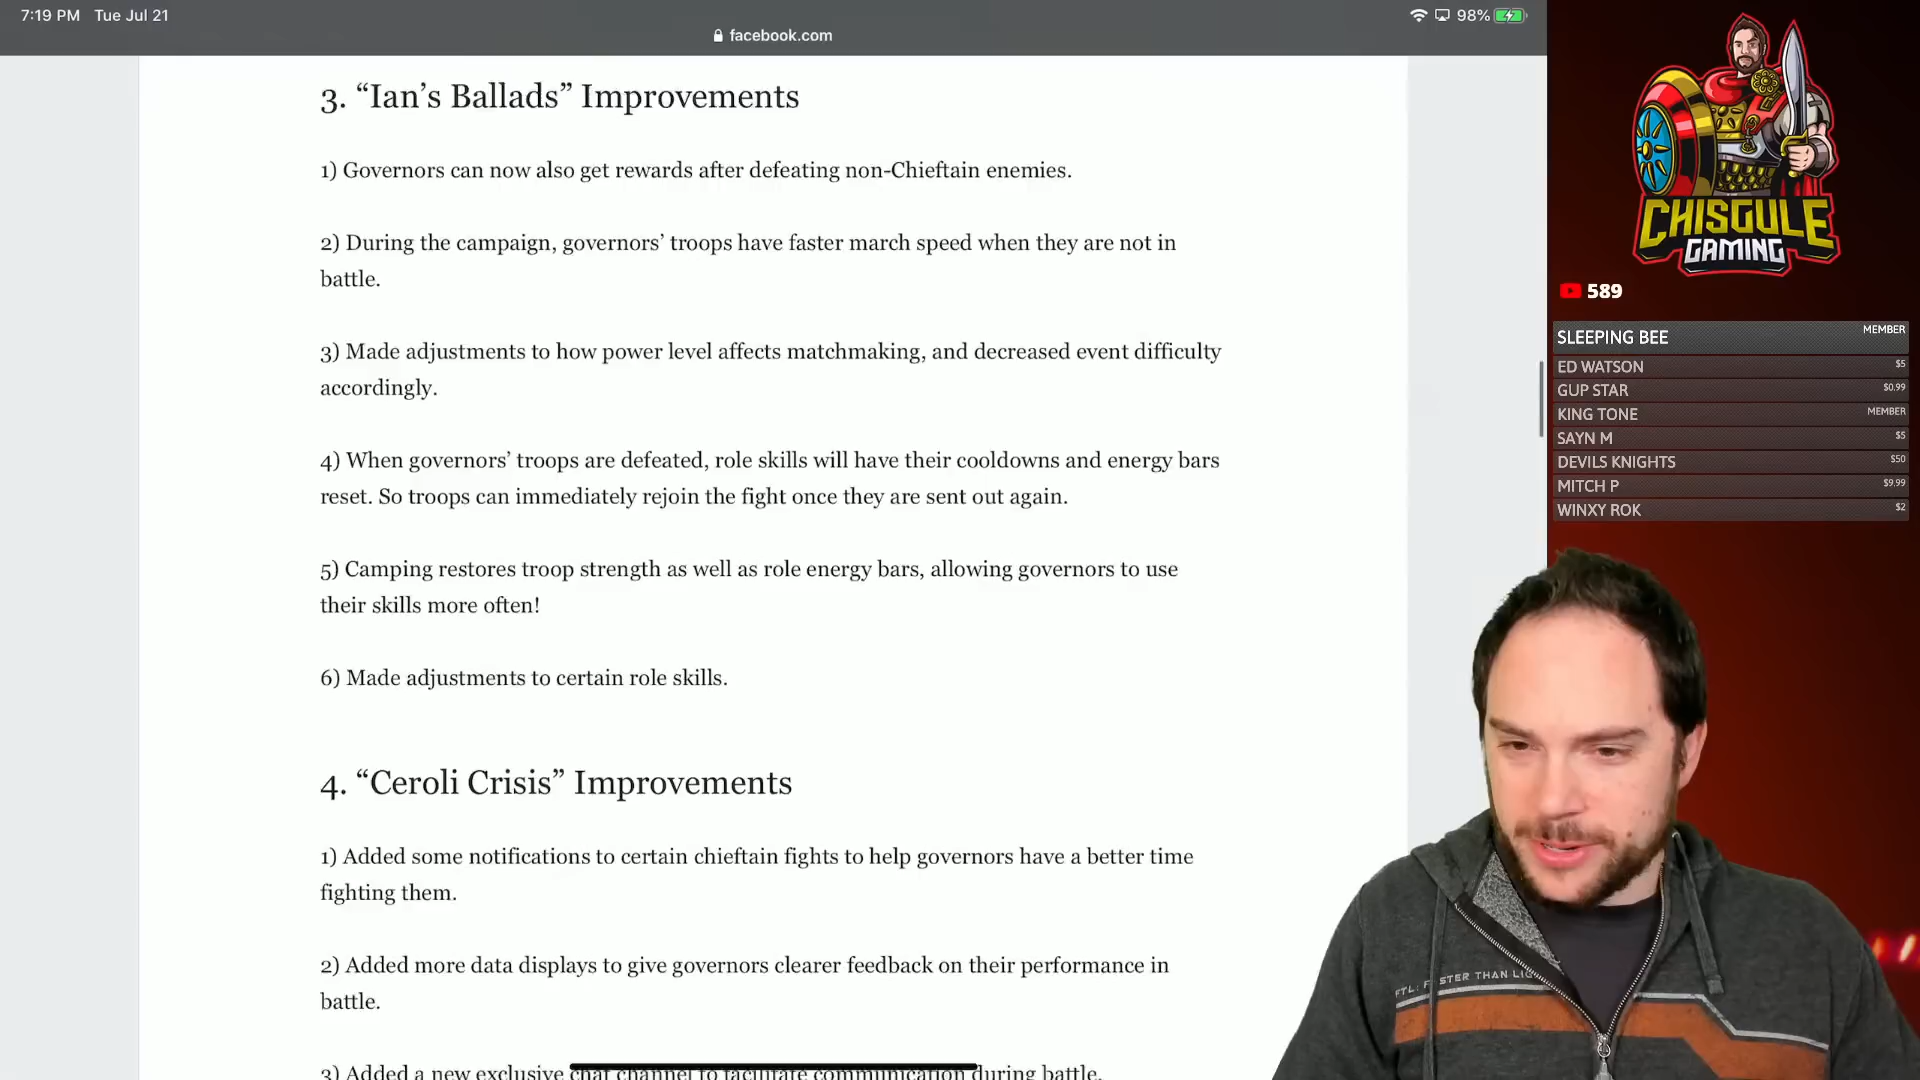 7:19 PM Tue Jul 21
98%
facebook.com
3. “Ian’s Ballads” Improvements
1) Governors can now also get rewards after defeating non-Chieftain enemies.
2) During the campaign, governors’ troops have faster march speed when they are not in
battle.
3) Made adjustments to how power level affects matchmaking, and decreased event difficulty
accordingly.
4) When governors’ troops are defeated, role skills will have their cooldowns and energy bars
reset. So troops can immediately rejoin the fight once they are sent out again.
5) Camping restores troop strength as well as role energy bars, allowing governors to use
their skills more often!
6) Made adjustments to certain role skills.
4. “Ceroli Crisis” Improvements
1) Added some notifications to certain chieftain fights to help governors have a better time
fighting them.
2) Added more data displays to give governors clearer feedback on their performance in
battle.
3) Added a new exclusive chat channel to facilitate communication during battle.
CHISGULE
GAMING
589
SLEEPING BEE MEMBER
ED WATSON $5
GUP STAR $0.99
KING TONE MEMBER
SAYN M $5
DEVILS KNIGHTS $50
MITCH P $9.99
WINXY ROK $2
FTL: F STER THAN LIG